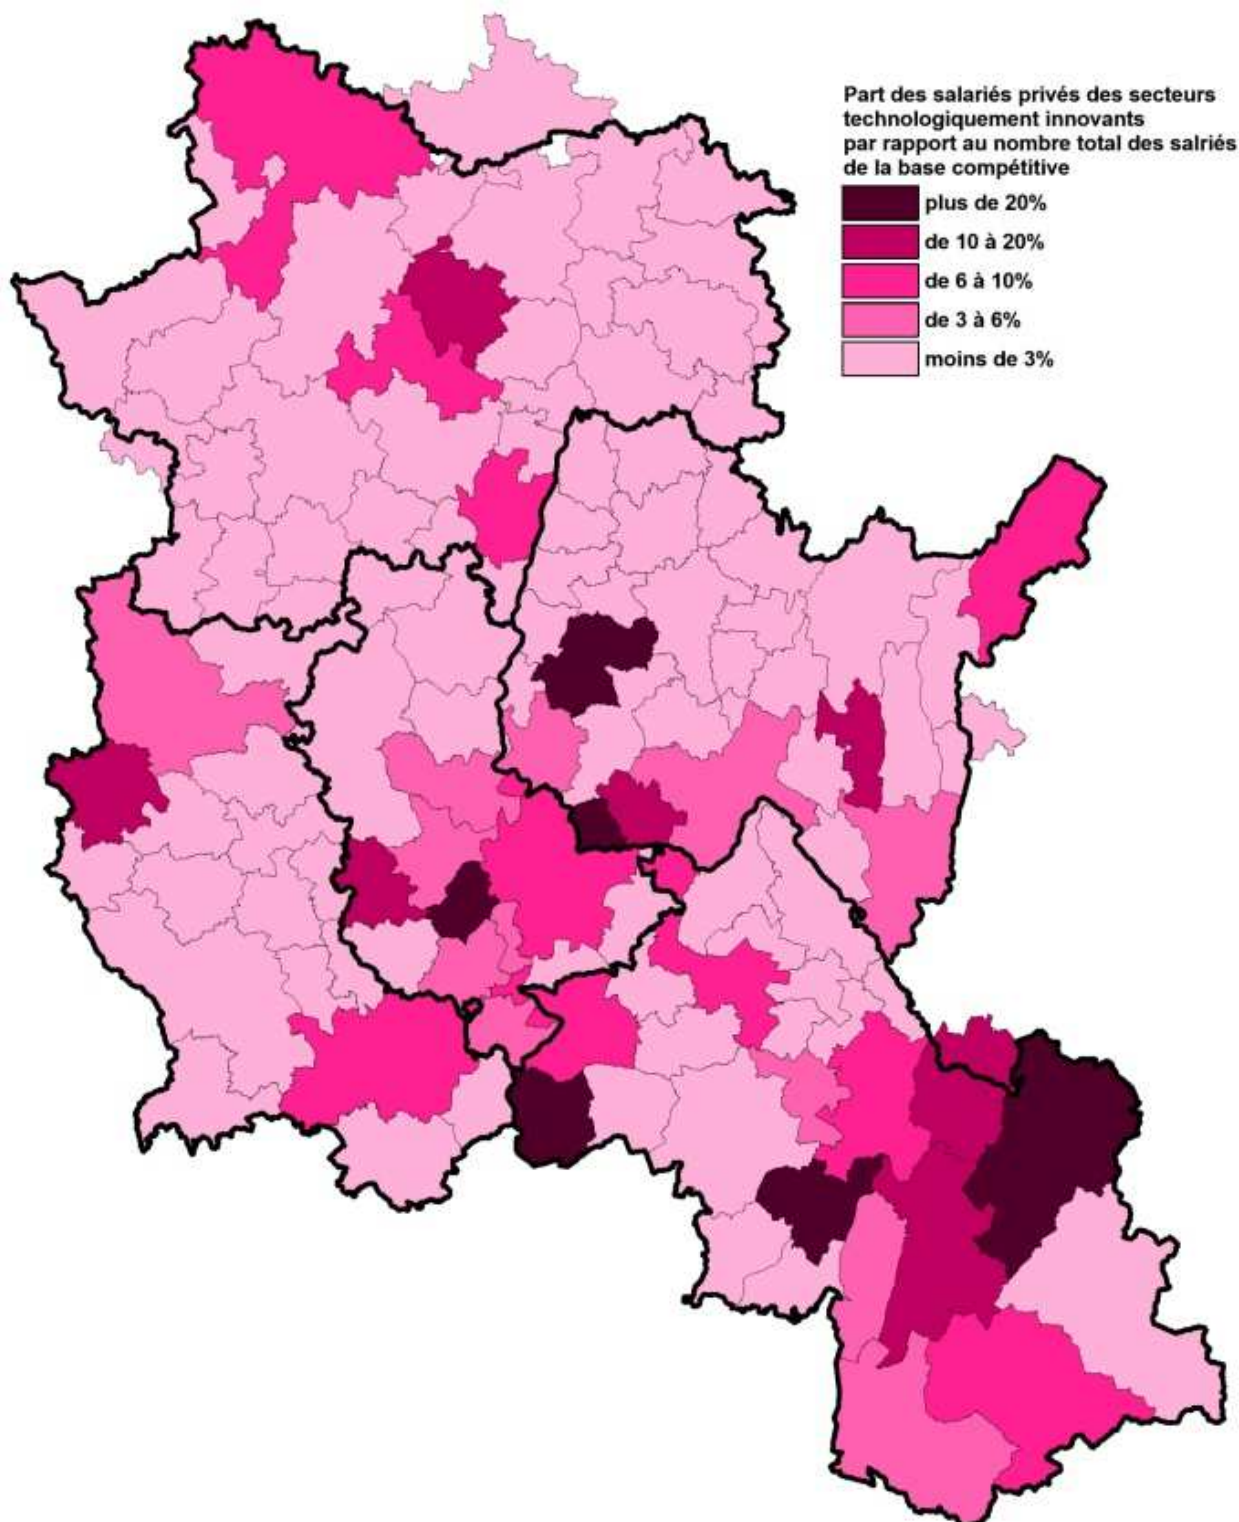 Part des salariés privés des secteurs
technologiquement innovants
par rapport au nombre total des salriés
de la base compétitive
plus de 20%
de 10 à 20%
de 6 à 10%
de 3 à 6%
moins de 3%